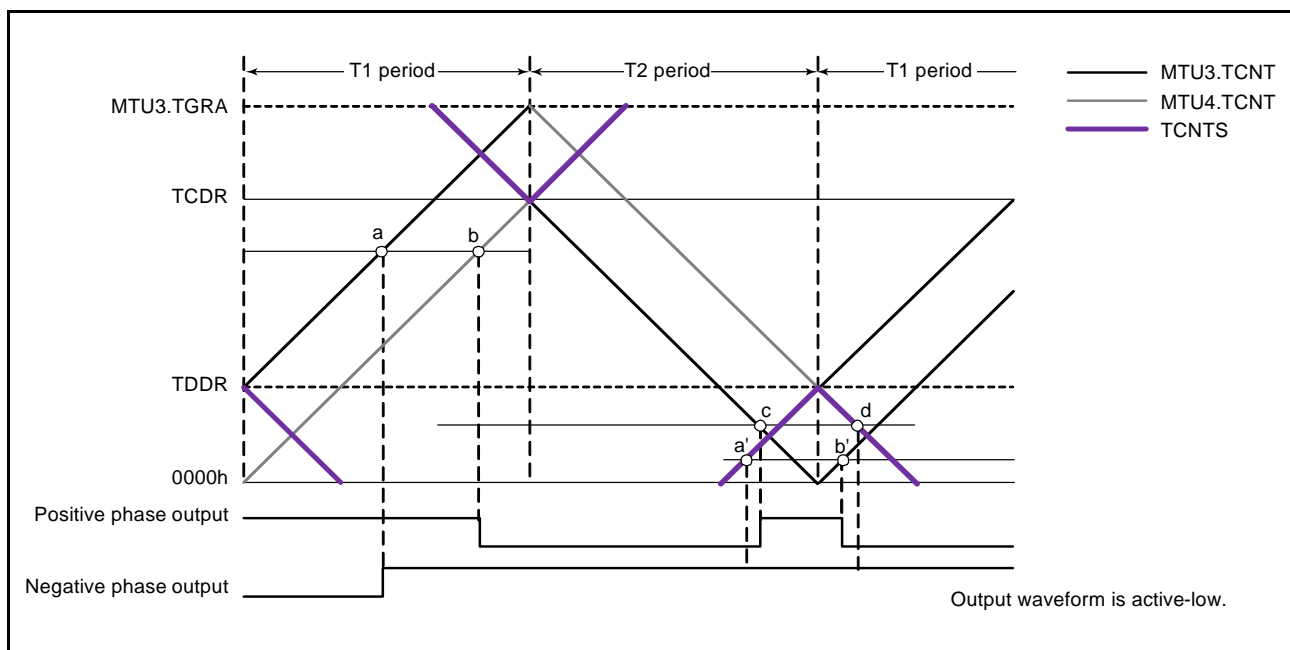 T1 period
T2 period
T1 period
MTU3.TCNT
MTU4.TCNT
TCNTS
MTU3.TGRA
TCDR
a
b
TDDR
c
d
a'
b'
0000h
Positive phase output
Negative phase output
Output waveform is active-low.